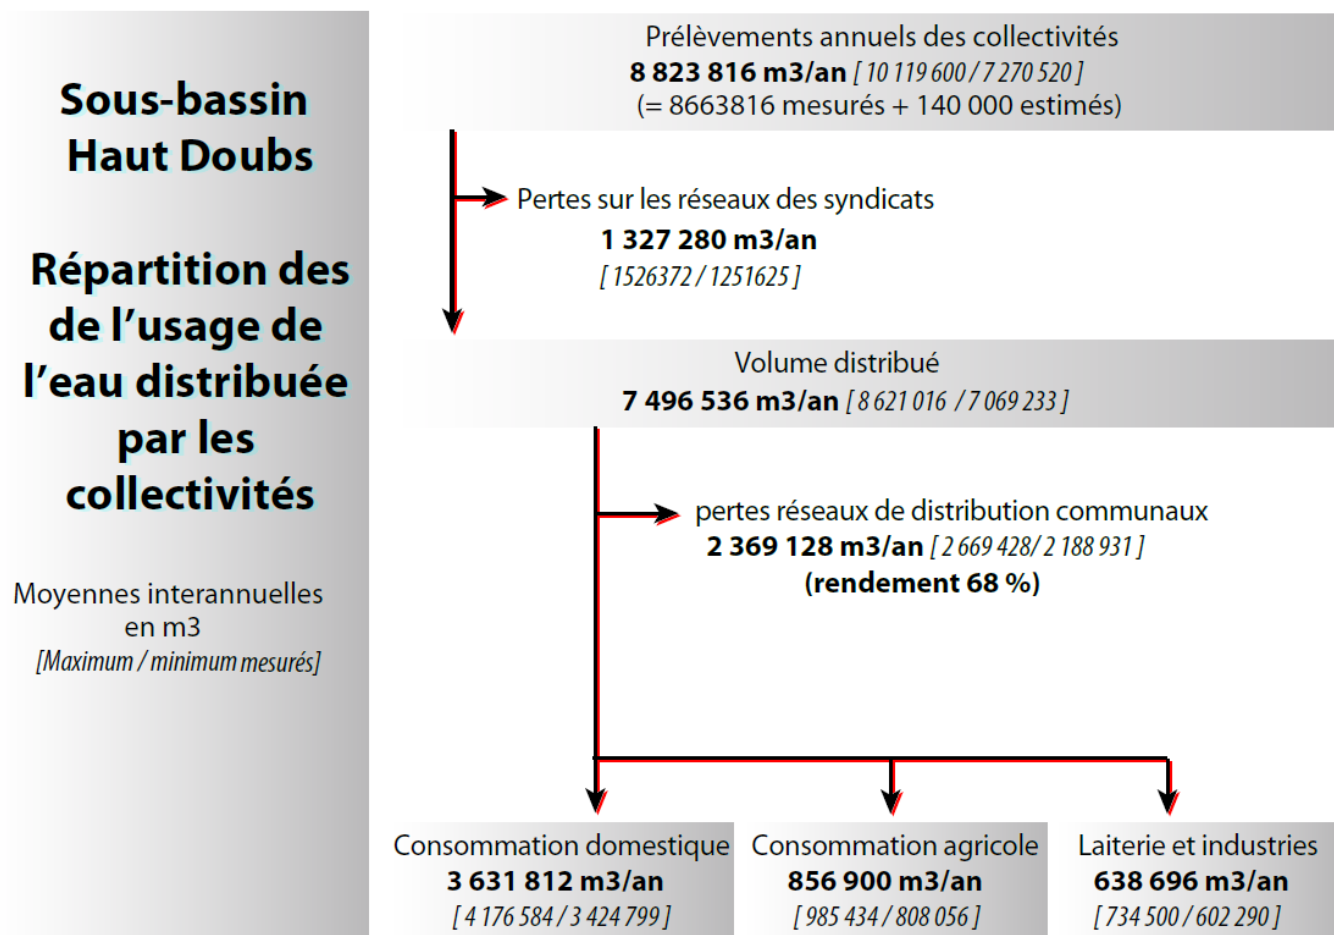 Sous-bassin
Haut Doubs
Répartition des
de l'usage de
l'eau distribuée
par les
collectivités
Moyennes interannuelles
en m3
[Maximum / minimum mesurés]
Prélèvements annuels des collectivités
8 823 816 m3/an [ 10 119 600 / 7 270 520 ]
(= 8663816 mesurés + 140 000 estimés)
Pertes sur les réseaux des syndicats
1 327 280 m3/an
[ 1526372 / 1251625 ]
Volume distribué
7 496 536 m3/an [ 8 621 016 / 7 069 233 ]
pertes réseaux de distribution communaux
2 369 128 m3/an [ 2 669 428/ 2 188 931 ]
(rendement 68 %)
Consommation domestique
3 631 812 m3/an
[ 4 176 584 / 3 424 799 ]
Consommation agricole
856 900 m3/an
[ 985 434 / 808 056 ]
Laiterie et industries
638 696 m3/an
[ 734 500 / 602 290 ]